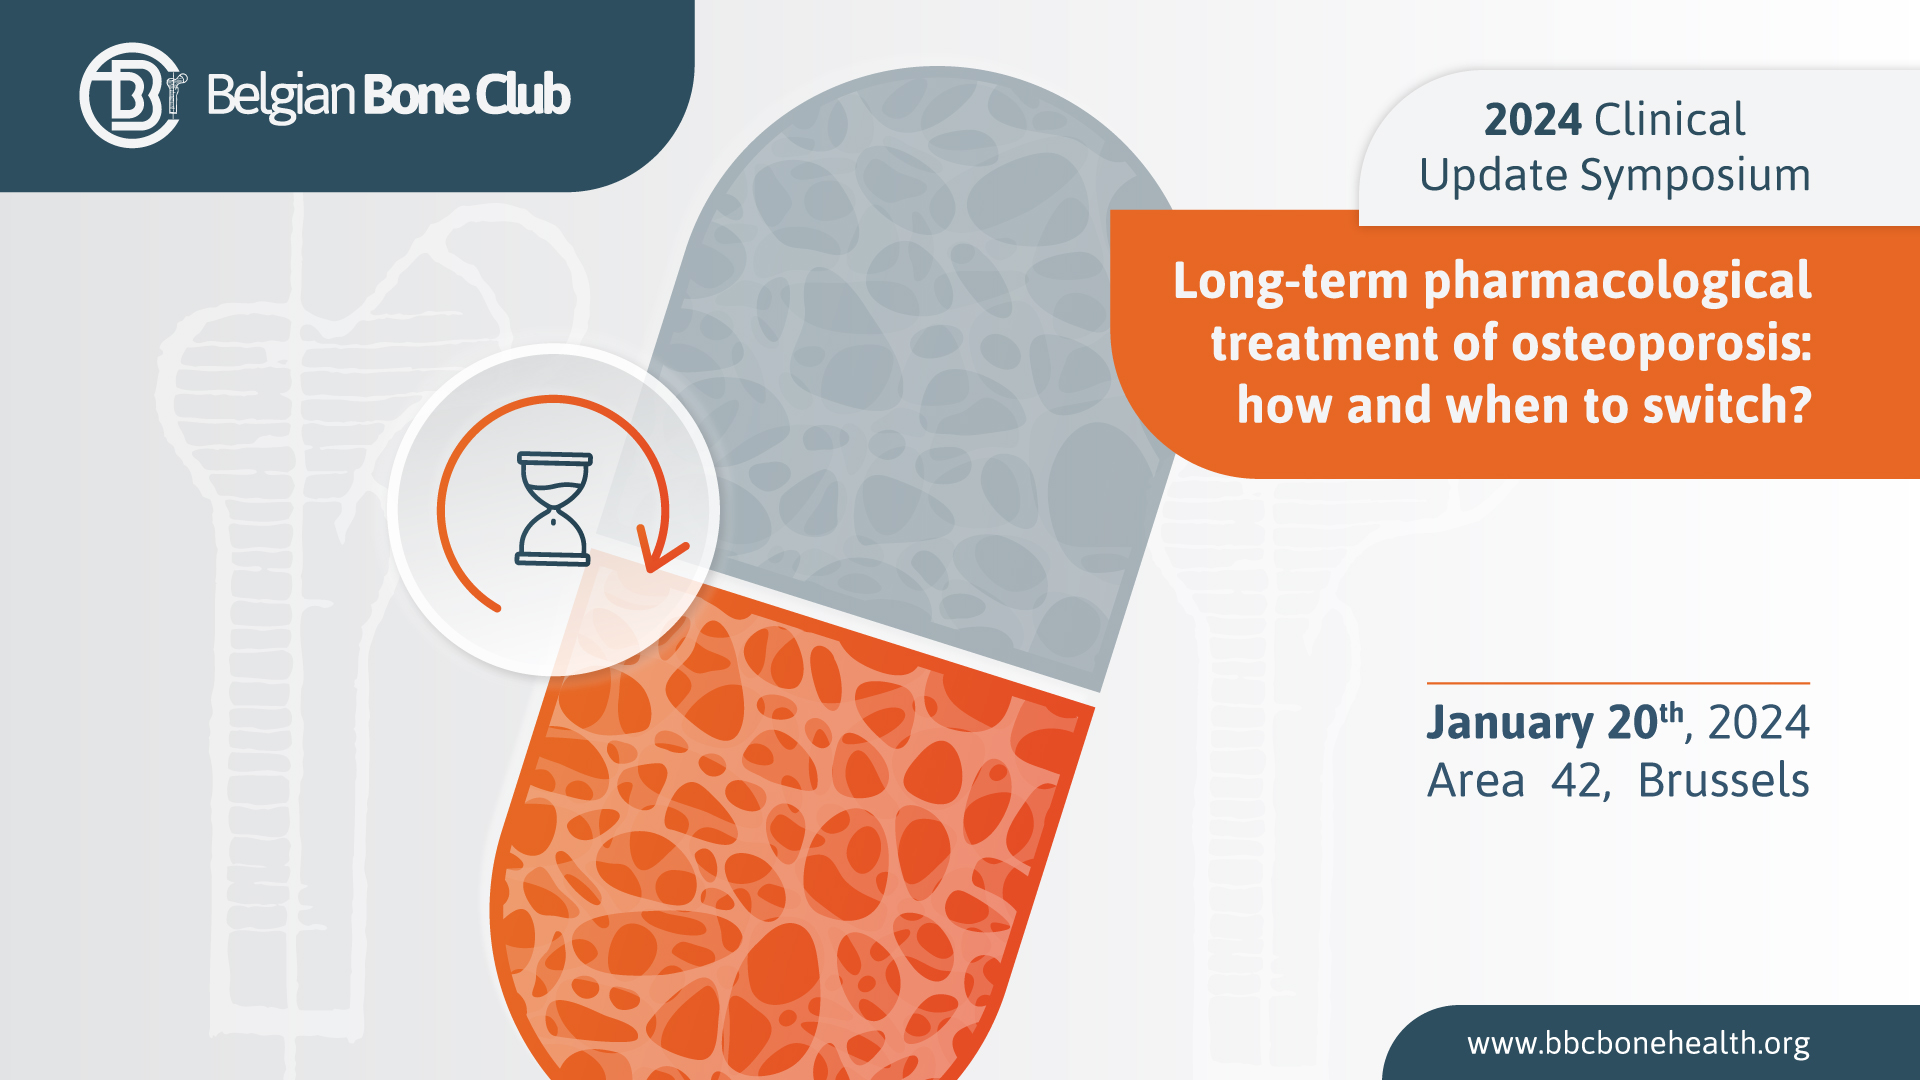 Belgian Bone Club
2024 Clinical
Update Symposium
Long-term pharmacological
treatment of osteoporosis:
how and when to switch?
January 20th, 2024
Area 42, Brussels
www.bbcbonehealth.org